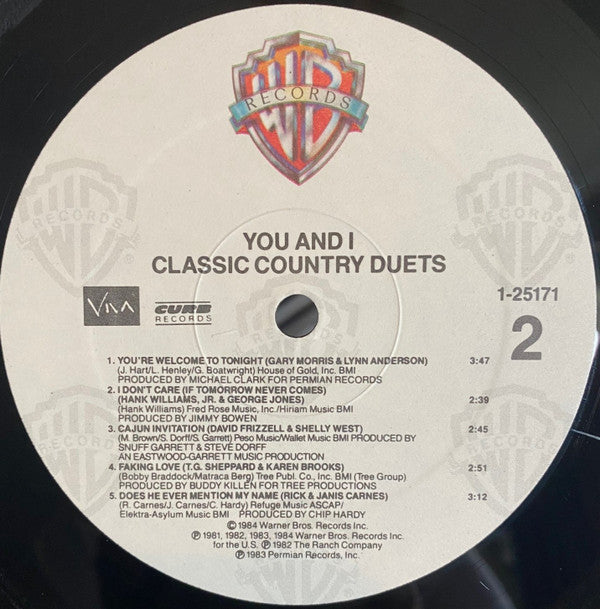 WB
RECORDS
YOU AND I
CLASSIC COUNTRY DUETS
VIVA
CURB
RECORDS
1-25171
2
1. YOU'RE WELCOME TO TONIGHT (GARY MORRIS & LYNN ANDERSON) 3:47
(J. Hart/L. Henley/G. Boatwright) House of Gold, Inc. BMI
PRODUCED BY MICHAEL CLARK FOR PERMIAN RECORDS
2. I DON'T CARE (IF TOMORROW NEVER COMES)
(HANK WILLIAMS, JR. & GEORGE JONES) 2:39
(Hank Williams) Fred Rose Music, Inc./Hiriam Music BMI
PRODUCED BY JIMMY BOWEN
3. CAJUN INVITATION (DAVID FRIZZELL & SHELLY WEST) 2:45
(M. Brown/S. Dorff/S. Garrett) Peso Music/Wallet Music BMI PRODUCED BY
SNUFF GARRETT & STEVE DORFF
AN EASTWOOD-GARRETT MUSIC PRODUCTION
4. FAKING LOVE (T.G. SHEPPARD & KAREN BROOKS) 2:51
(Bobby Braddock/Matraca Berg) Tree Publ. Co., Inc. BMI (Tree Group)
PRODUCED BY BUDDY KILLEN FOR TREE PRODUCTIONS
5. DOES HE EVER MENTION MY NAME (RICK & JANIS CARNES) 3:12
(R. Carnes/J. Carnes/C. Hardy) Refuge Music ASCAP/
Elektra-Asylum Music BMI PRODUCED BY CHIP HARDY
© 1984 Warner Bros. Records Inc.
℗ 1981, 1982, 1983, 1984 Warner Bros. Records Inc.
for the U.S. ℗ 1982 The Ranch Company
℗ 1983 Permian Records, Inc.
WB
RECORDS
®
WB
RECORDS
®